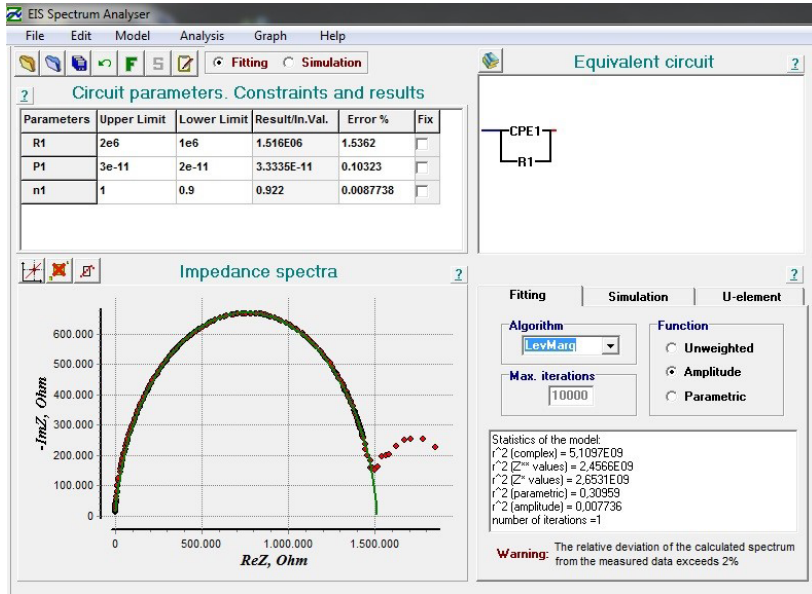 EIS Spectrum Analyser
File Edit Model Analysis Graph Help
F S Fitting Simulation
? Circuit parameters. Constraints and results
Parameters Upper Limit Lower Limit Result/In.Val. Error % Fix
R1 2e6 1e6 1.516E06 1.5362
P1 3e-11 2e-11 3.3335E-11 0.10323
n1 1 0.9 0.922 0.0087738
Equivalent circuit ?
CPE1
R1
Impedance spectra ?
-ImZ, Ohm
600.000
500.000
400.000
300.000
200.000
100.000
0
0 500.000 1.000.000 1.500.000
ReZ, Ohm
?
Fitting Simulation U-element
Algorithm
LevMarq
Max. iterations
10000
Function
Unweighted
Amplitude
Parametric
Statistics of the model:
r^2 (complex) = 5,1097E09
r^2 (Z'' values) = 2,4566E09
r^2 (Z' values) = 2,6531E09
r^2 (parametric) = 0,30959
r^2 (amplitude) = 0,007736
number of iterations =1
Warning: The relative deviation of the calculated spectrum
from the measured data exceeds 2%